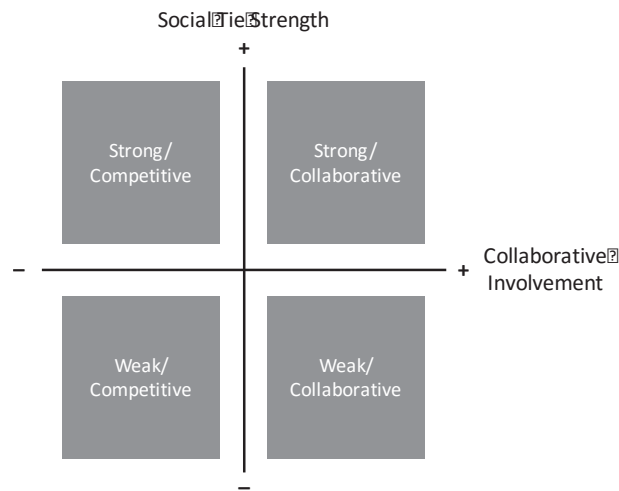 Social⍰Tie⍰Strength
+
Strong/
Competitive
Strong/
Collaborative
–
+
Collaborative⍰
Involvement
Weak/
Competitive
Weak/
Collaborative
–